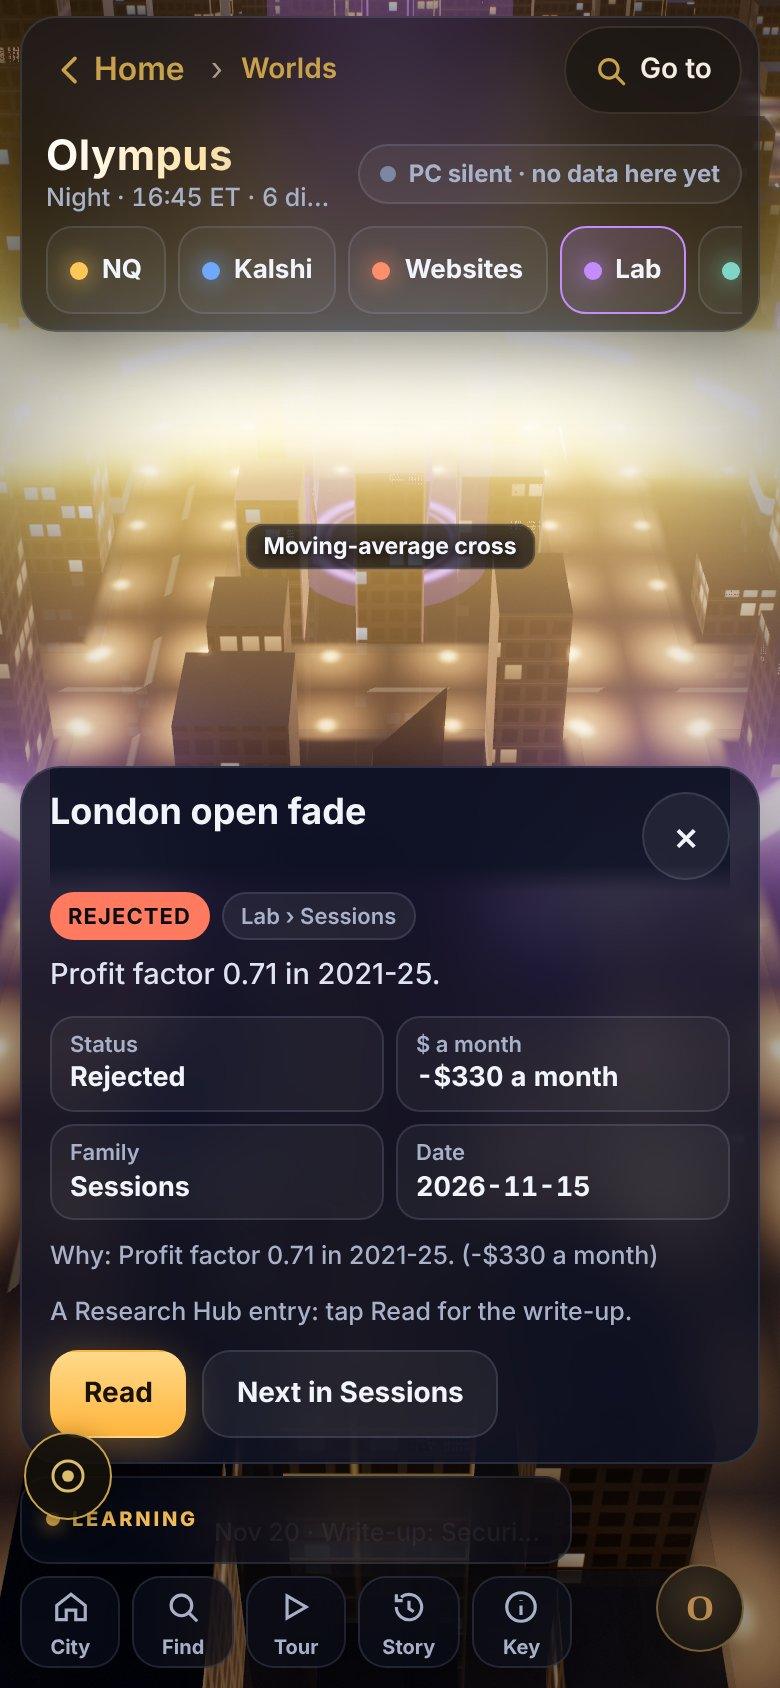 Home › Worlds
Go to
Olympus
Night · 16:45 ET · 6 di...
PC silent · no data here yet
NQ
Kalshi
Websites
Lab
Moving-average cross
London open fade
×
REJECTED
Lab › Sessions
Profit factor 0.71 in 2021-25.
Status
Rejected
$ a month
-$330 a month
Family
Sessions
Date
2026-11-15
Why: Profit factor 0.71 in 2021-25. (-$330 a month)
A Research Hub entry: tap Read for the write-up.
Read
Next in Sessions
LEARNING
Nov 20 · Write-up: Securi...
City
Find
Tour
Story
Key
O